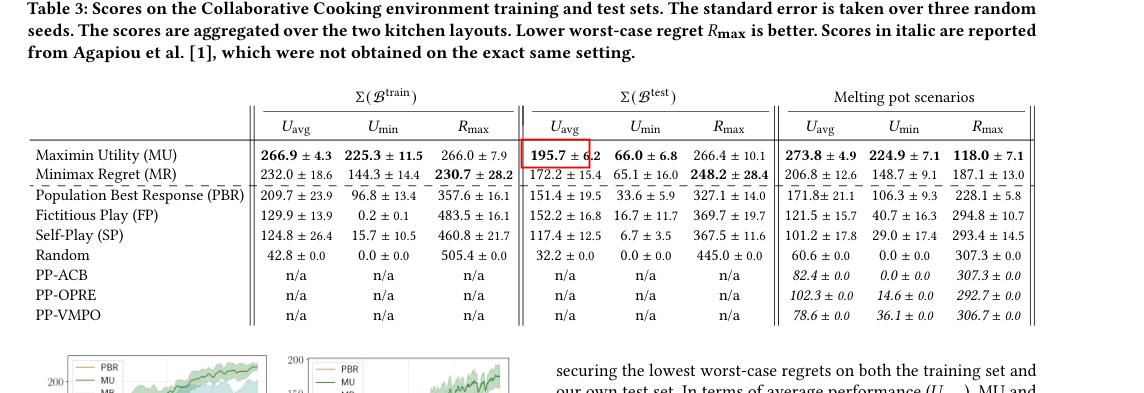 Table 3: Scores on the Collaborative Cooking environment training and test sets. The standard error is taken over three random
seeds. The scores are aggregated over the two kitchen layouts. Lower worst-case regret Rmax is better. Scores in italic are reported
from Agapiou et al. [1], which were not obtained on the exact same setting.
Σ(ℬtrain) Σ(ℬtest) Melting pot scenarios
Uavg Umin Rmax Uavg Umin Rmax Uavg Umin Rmax
Maximin Utility (MU) 266.9 ± 4.3 225.3 ± 11.5 266.0 ± 7.9 195.7 ± 6.2 66.0 ± 6.8 266.4 ± 10.1 273.8 ± 4.9 224.9 ± 7.1 118.0 ± 7.1
Minimax Regret (MR) 232.0 ± 18.6 144.3 ± 14.4 230.7 ± 28.2 172.2 ± 15.4 65.1 ± 16.0 248.2 ± 28.4 206.8 ± 12.6 148.7 ± 9.1 187.1 ± 13.0
Population Best Response (PBR) 209.7 ± 23.9 96.8 ± 13.4 357.6 ± 16.1 151.4 ± 19.5 33.6 ± 5.9 327.1 ± 14.0 171.8± 21.1 106.3 ± 9.3 228.1 ± 5.8
Fictitious Play (FP) 129.9 ± 13.9 0.2 ± 0.1 483.5 ± 16.1 152.2 ± 16.8 16.7 ± 11.7 369.7 ± 19.7 121.5 ± 15.7 40.7 ± 16.3 294.8 ± 10.7
Self-Play (SP) 124.8 ± 26.4 15.7 ± 10.5 460.8 ± 21.7 117.4 ± 12.5 6.7 ± 3.5 367.5 ± 11.6 101.2 ± 17.8 29.0 ± 17.4 293.4 ± 14.5
Random 42.8 ± 0.0 0.0 ± 0.0 505.4 ± 0.0 32.2 ± 0.0 0.0 ± 0.0 445.0 ± 0.0 60.6 ± 0.0 0.0 ± 0.0 307.3 ± 0.0
PP-ACB n/a n/a n/a n/a n/a n/a 82.4 ± 0.0 0.0 ± 0.0 307.3 ± 0.0
PP-OPRE n/a n/a n/a n/a n/a n/a 102.3 ± 0.0 14.6 ± 0.0 292.7 ± 0.0
PP-VMPO n/a n/a n/a n/a n/a n/a 78.6 ± 0.0 36.1 ± 0.0 306.7 ± 0.0
200
PBR
MU
200
PBR
MU
securing the lowest worst-case regrets on both the training set and
our own test set. In terms of average performance (U ), MU and